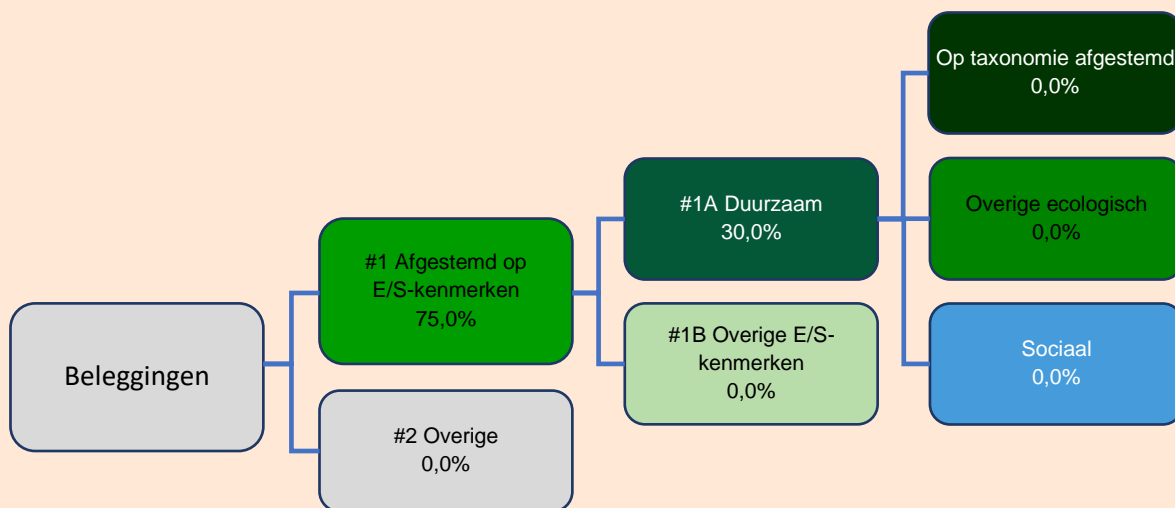 Beleggingen
#1 Afgestemd op
E/S-kenmerken
75,0%
#2 Overige
0,0%
#1A Duurzaam
30,0%
#1B Overige E/S-
kenmerken
0,0%
Op taxonomie afgestemd
0,0%
Overige ecologisch
0,0%
Sociaal
0,0%